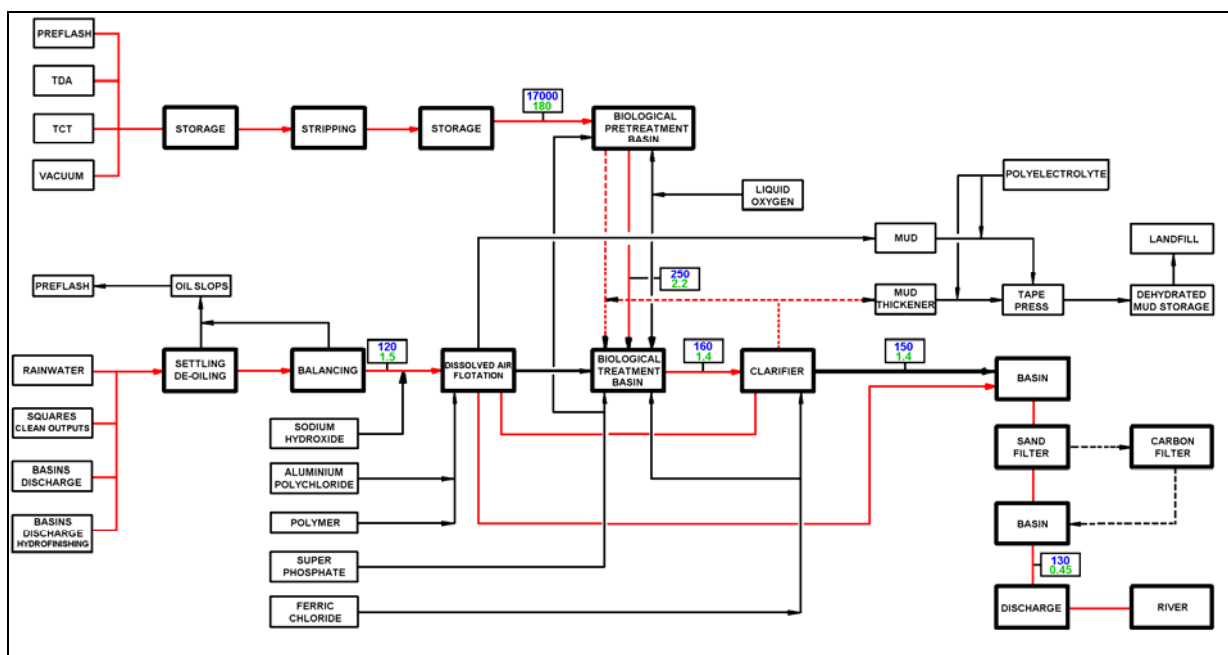 PREFLASH
TDA
TCT
VACUUM
STORAGE
STRIPPING
STORAGE
17000
180
BIOLOGICAL
PRETREATMENT
BASIN
LIQUID
OXYGEN
POLYELECTROLYTE
MUD
LANDFILL
250
2.2
MUD
THICKENER
TAPE
PRESS
DEHYDRATED
MUD STORAGE
PREFLASH
OIL SLOPS
RAINWATER
SETTLING
DE-OILING
BALANCING
120
1.5
DISSOLVED AIR
FLOTATION
BIOLOGICAL
TREATMENT
BASIN
160
1.4
CLARIFIER
150
1.4
BASIN
SQUARES
CLEAN OUTPUTS
BASINS
DISCHARGE
BASINS
DISCHARGE
HYDROFINISHING
SODIUM
HYDROXIDE
ALUMINIUM
POLYCHLORIDE
POLYMER
SUPER
PHOSPHATE
FERRIC
CHLORIDE
SAND
FILTER
CARBON
FILTER
BASIN
130
0.45
DISCHARGE
RIVER